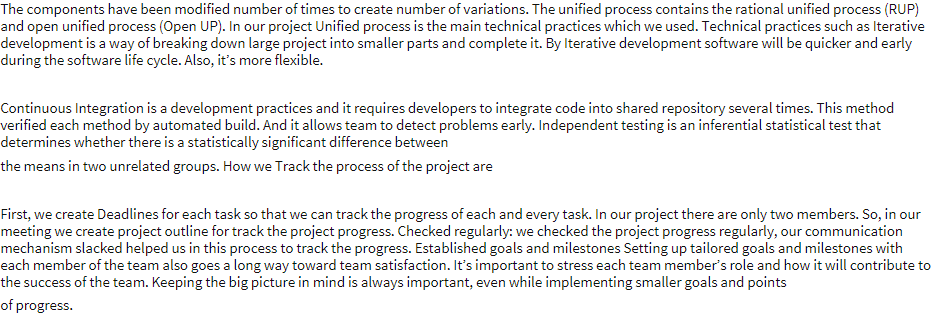 The components have been modified number of times to create number of variations. The unified process contains the rational unified process (RUP)
and open unified process (Open UP). In our project Unified process is the main technical practices which we used. Technical practices such as Iterative
development is a way of breaking down large project into smaller parts and complete it. By Iterative development software will be quicker and early
during the software life cycle. Also, it's more flexible.
Continuous Integration is a development practices and it requires developers to integrate code into shared repository several times. This method
verified each method by automated build. And it allows team to detect problems early. Independent testing is an inferential statistical test that
determines whether there is a statistically significant difference between
the means in two unrelated groups. How we Track the process of the project are
First, we create Deadlines for each task so that we can track the progress of each and every task. In our project there are only two members. So, in our
meeting we create project outline for track the project progress. Checked regularly: we checked the project progress regularly, our communication
mechanism slacked helped us in this process to track the progress. Established goals and milestones Setting up tailored goals and milestones with
each member of the team also goes a long way toward team satisfaction. It's important to stress each team member's role and how it will contribute to
the success of the team. Keeping the big picture in mind is always important, even while implementing smaller goals and points
of progress.